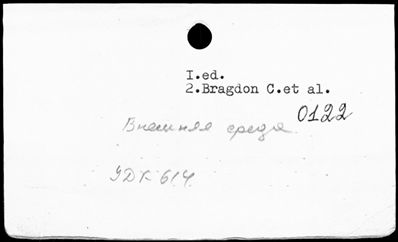 I.ed.
2.Bragdon C.et al.
0122
Внешняя среда
УДК 614.